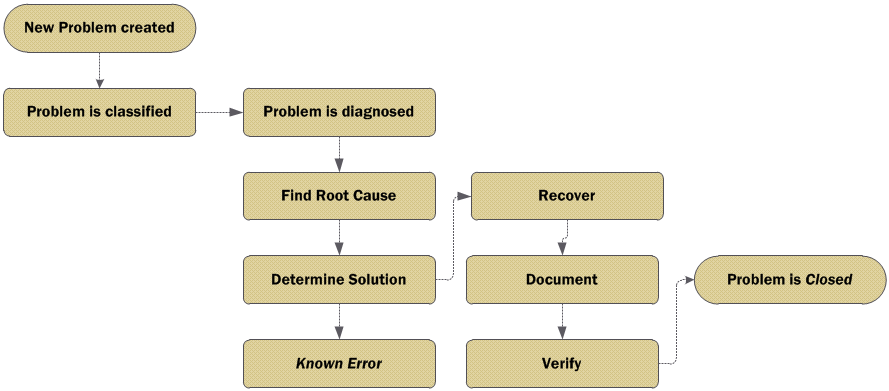 New Problem created
Problem is classified
Problem is diagnosed
Find Root Cause
Recover
Determine Solution
Document
Problem is Closed
Known Error
Verify